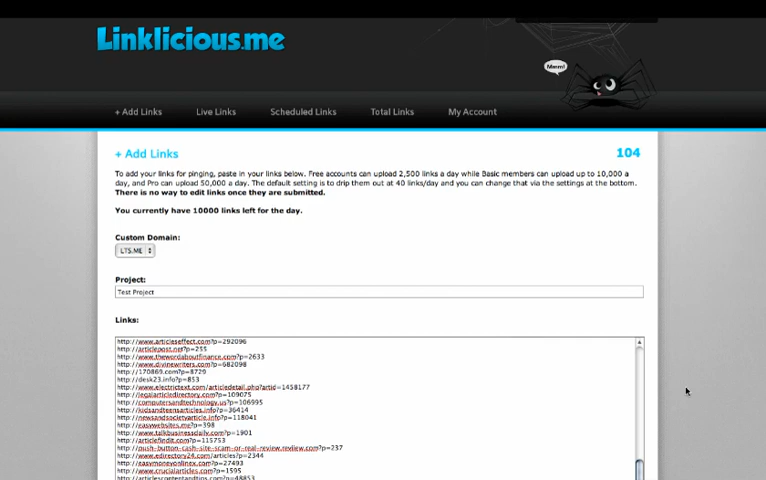 Linklicious.me
Mmm!
+ Add Links
Live Links
Scheduled Links
Total Links
My Account
+ Add Links
104
To add your links for pinging, paste in your links below. Free accounts can upload 2,500 links a day while Basic members can upload up to 10,000 a
day, and Pro can upload 50,000 a day. The default setting is to drip them out at 40 links/day and you can change that via the settings at the bottom.
There is no way to edit links once they are submitted.
You currently have 10000 links left for the day.
Custom Domain:
LTS.ME
Project:
Test Project
Links:
http://www.articleseffect.com?p=292096
http://articlepost.net?p=255
http://www.thewordaboutfinance.com?p=2633
http://www.divinewriters.com?p=682098
http://170869.com?p=8729
http://desk23.info?p=853
http://www.electrictext.com/articledetail.php?artid=1458177
http://legalarticledirectory.com?p=109075
http://computersandtechnology.us?p=106995
http://kidsandteensarticles.info?p=36414
http://newsandsocietyarticle.info?p=118041
http://easywebsites.me?p=398
http://www.talkbusinessdaily.com?p=1901
http://articlefindit.com?p=115753
http://push-button-cash-site-scam-or-real-review.review.com?p=237
http://www.edirectory24.com/articles?p=2344
http://easymoneyonlinex.com?p=27493
http://www.crucialarticles.com?p=1595
http://articlescontentandtips.com?p=48853